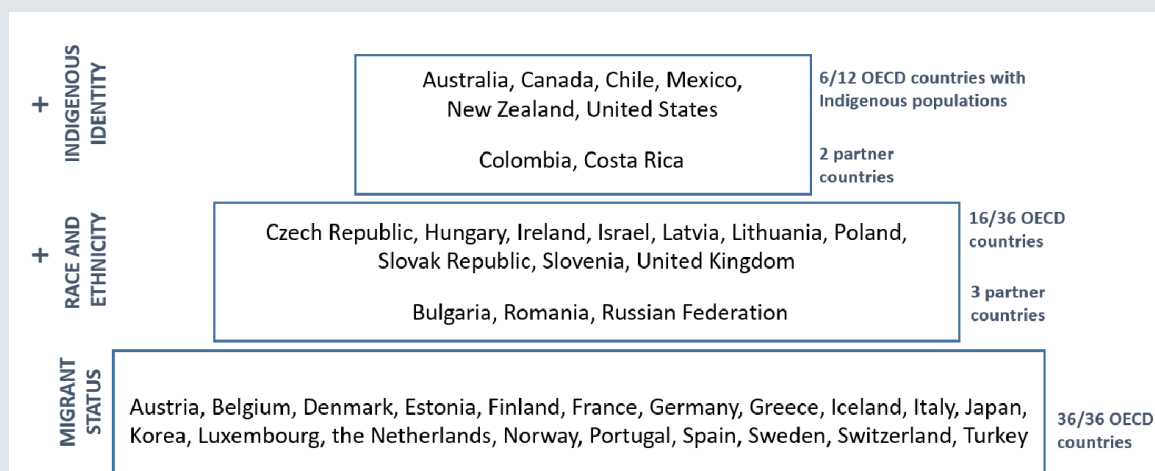 + INDIGENOUS
IDENTITY
Australia, Canada, Chile, Mexico,
New Zealand, United States
Colombia, Costa Rica
6/12 OECD countries with
Indigenous populations
2 partner
countries
+ RACE AND
ETHNICITY
Czech Republic, Hungary, Ireland, Israel, Latvia, Lithuania, Poland,
Slovak Republic, Slovenia, United Kingdom
Bulgaria, Romania, Russian Federation
16/36 OECD
countries
3 partner
countries
MIGRANT
STATUS
Austria, Belgium, Denmark, Estonia, Finland, France, Germany, Greece, Iceland, Italy, Japan,
Korea, Luxembourg, the Netherlands, Norway, Portugal, Spain, Sweden, Switzerland, Turkey
36/36 OECD
countries